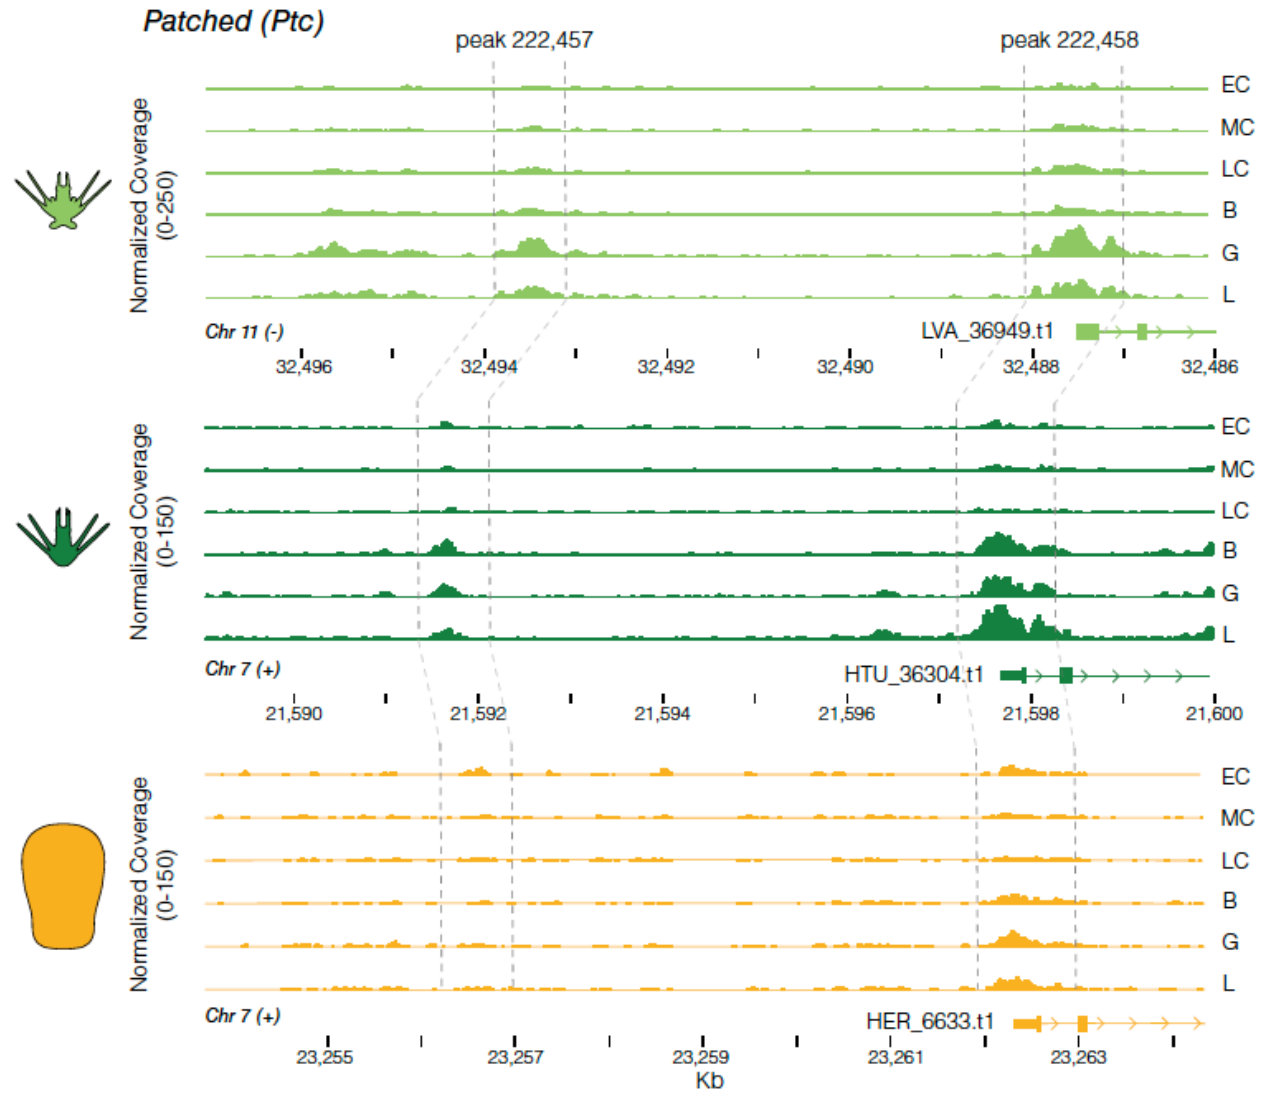 Patched (Ptc)
peak 222,457
peak 222,458
Normalized Coverage
(0-250)
EC
MC
LC
B
G
L
Chr 11 (-)
LVA_36949.t1
32,496
32,494
32,492
32,490
32,488
32,486
Normalized Coverage
(0-150)
EC
MC
LC
B
G
L
Chr 7 (+)
HTU_36304.t1
21,590
21,592
21,594
21,596
21,598
21,600
Normalized Coverage
(0-150)
EC
MC
LC
B
G
L
Chr 7 (+)
HER_6633.t1
23,255
23,257
23,259
23,261
23,263
Kb